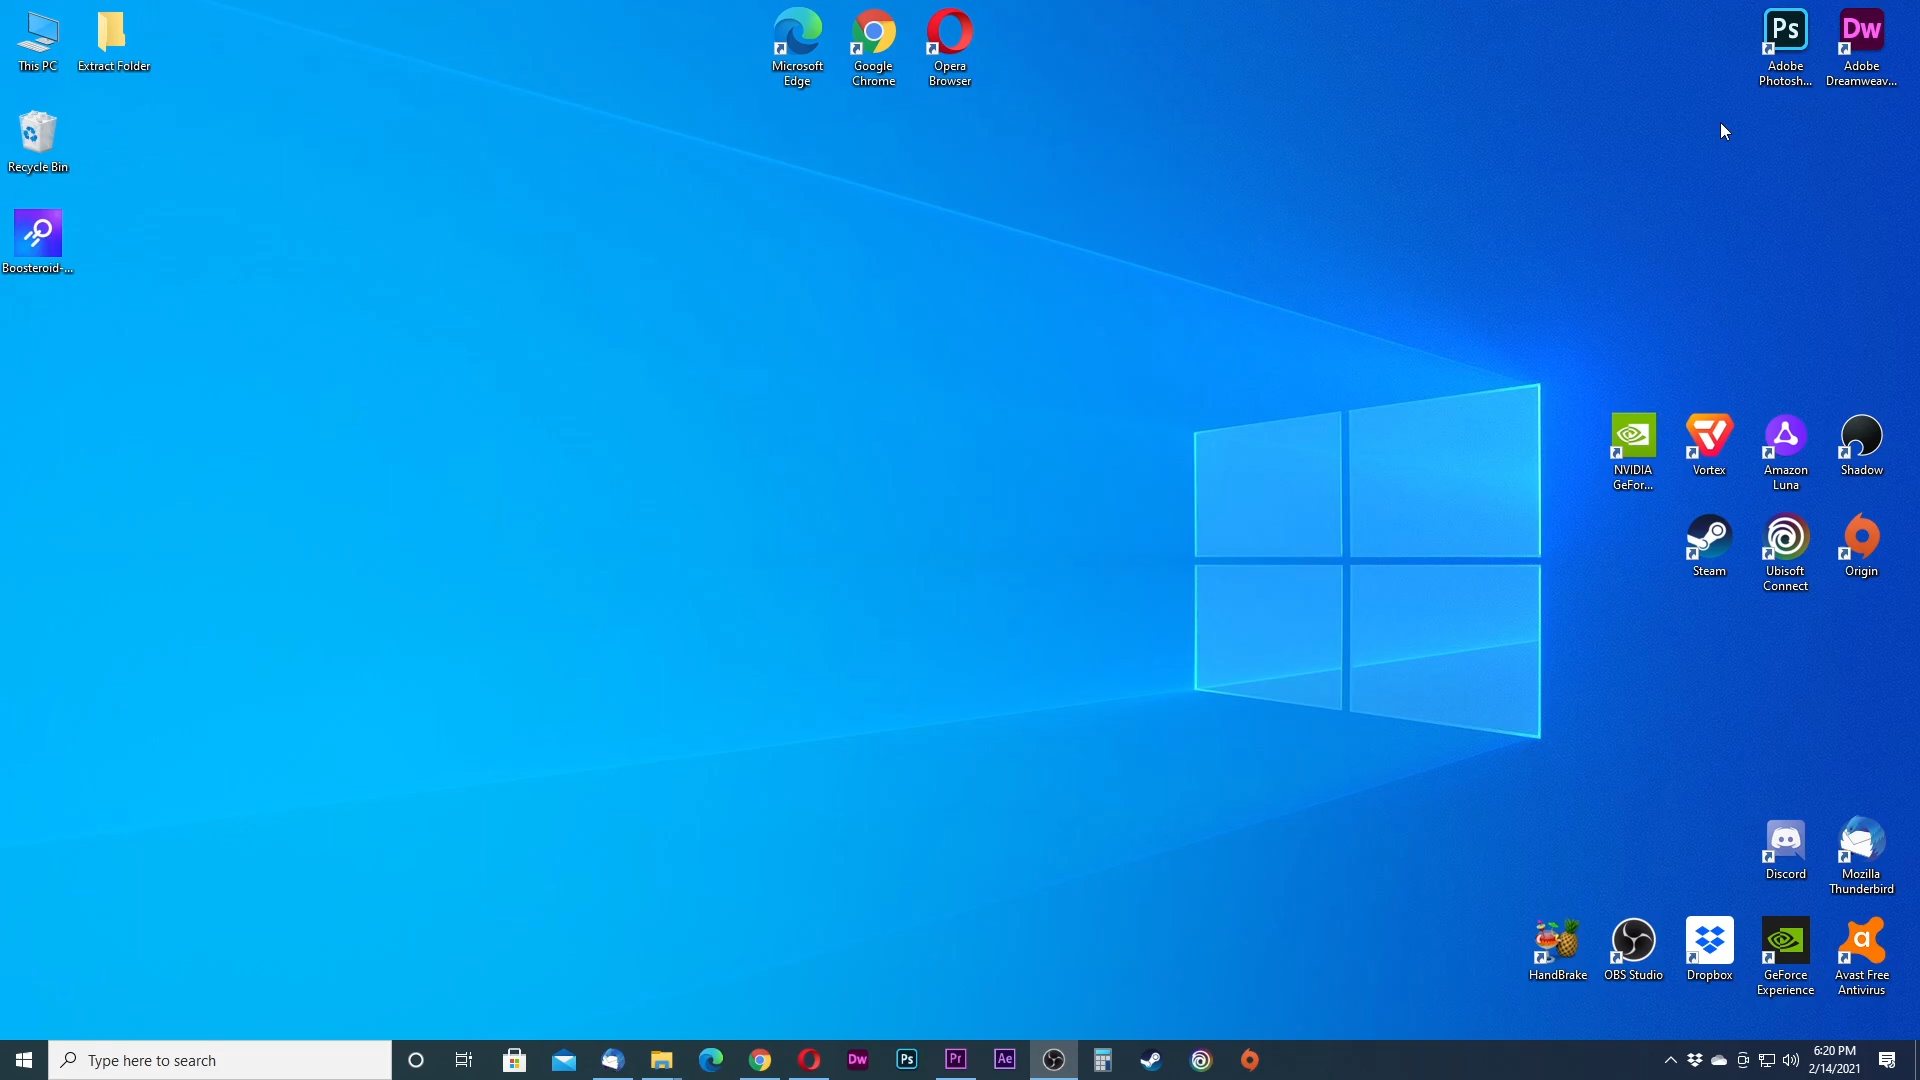 This PC
Extract Folder
Microsoft
Edge
Google
Chrome
Opera
Browser
Ps
Adobe
Photosh...
Dw
Adobe
Dreamweav...
Recycle Bin
Boosteroid-...
NVIDIA
GeFor...
Vortex
Amazon
Luna
Shadow
Steam
Ubisoft
Connect
Origin
Discord
Mozilla
Thunderbird
HandBrake
OBS Studio
Dropbox
GeForce
Experience
a
Avast Free
Antivirus
Type here to search
Dw
Ps
Pr
Ae
6:20 PM
2/14/2021